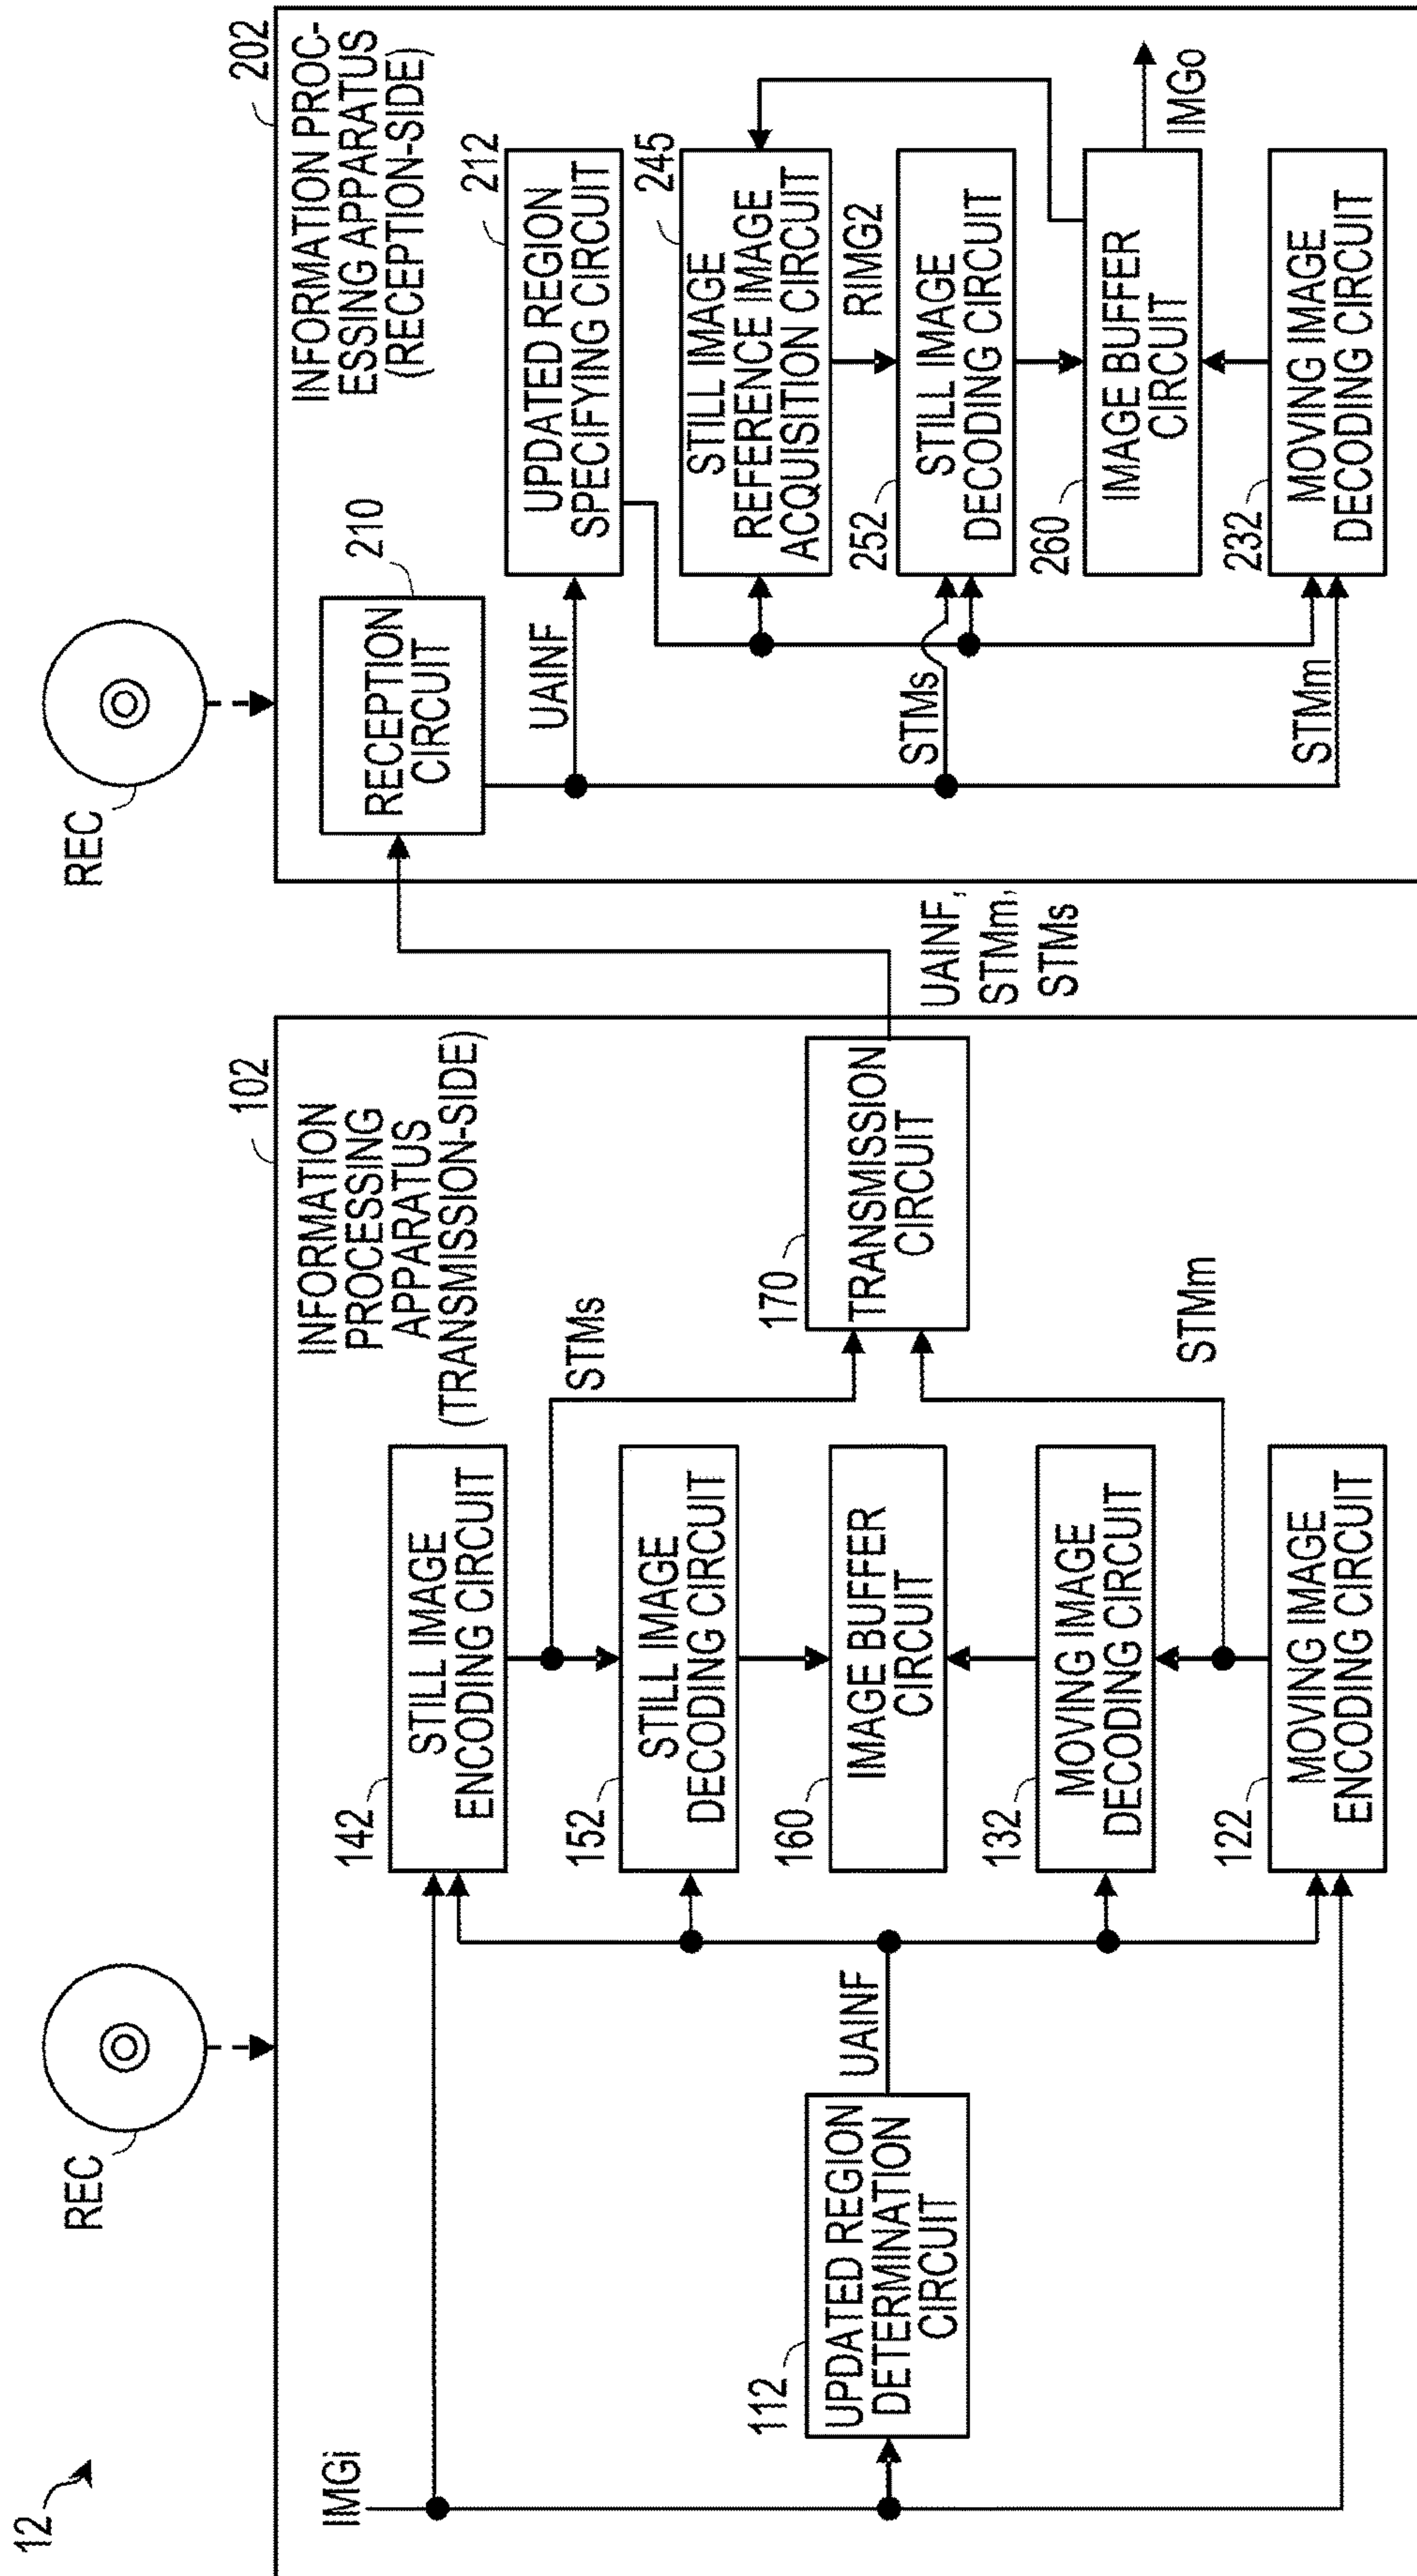 12
REC
REC
102
INFORMATION
PROCESSING
APPARATUS
(TRANSMISSION-SIDE)
IMGi
112
UPDATED REGION
DETERMINATION
CIRCUIT
UAINF
142
STILL IMAGE
ENCODING CIRCUIT
STMs
152
STILL IMAGE
DECODING CIRCUIT
160
IMAGE BUFFER
CIRCUIT
132
MOVING IMAGE
DECODING CIRCUIT
122
MOVING IMAGE
ENCODING CIRCUIT
STMm
170
TRANSMISSION
CIRCUIT
UAINF,
STMm,
STMs
202
INFORMATION PROC-
ESSING APPARATUS
(RECEPTION-SIDE)
210
RECEPTION
CIRCUIT
UAINF
212
UPDATED REGION
SPECIFYING CIRCUIT
245
STILL IMAGE
REFERENCE IMAGE
ACQUISITION CIRCUIT
RIMG2
STMs
252
STILL IMAGE
DECODING CIRCUIT
260
IMAGE BUFFER
CIRCUIT
IMGo
STMm
232
MOVING IMAGE
DECODING CIRCUIT